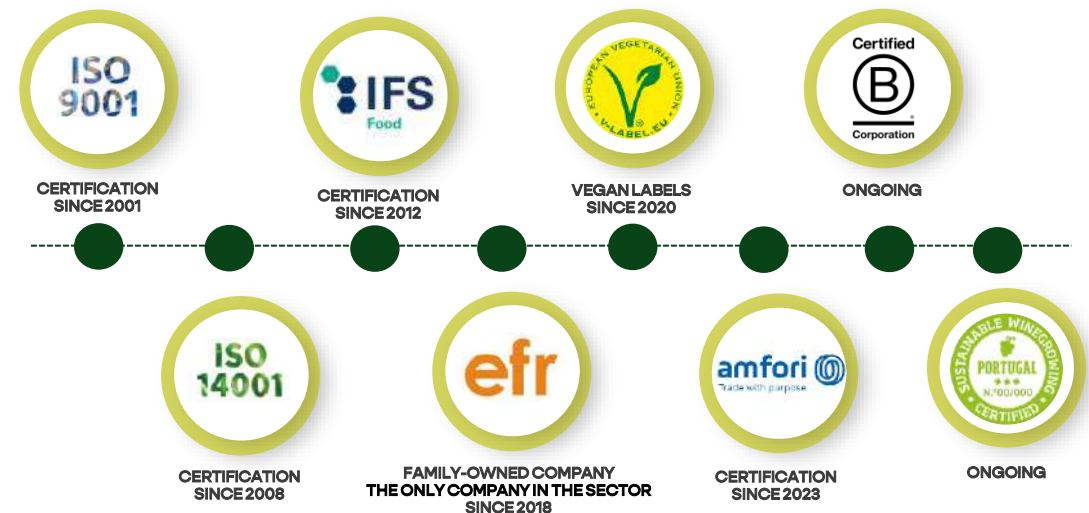 ISO
9001
CERTIFICATION
SINCE 2001
IFS
Food
CERTIFICATION
SINCE 2012
EUROPEAN VEGETARIAN UNION
V-LABEL.EU
VEGAN LABELS
SINCE 2020
Certified
B
Corporation
ONGOING
ISO
14001
CERTIFICATION
SINCE 2008
efr
FAMILY-OWNED COMPANY
THE ONLY COMPANY IN THE SECTOR
SINCE 2018
amfori
Trade with purpose
CERTIFICATION
SINCE 2023
SUSTAINABLE WINEGROWING
PORTUGAL
N.º00/000
CERTIFIED
ONGOING